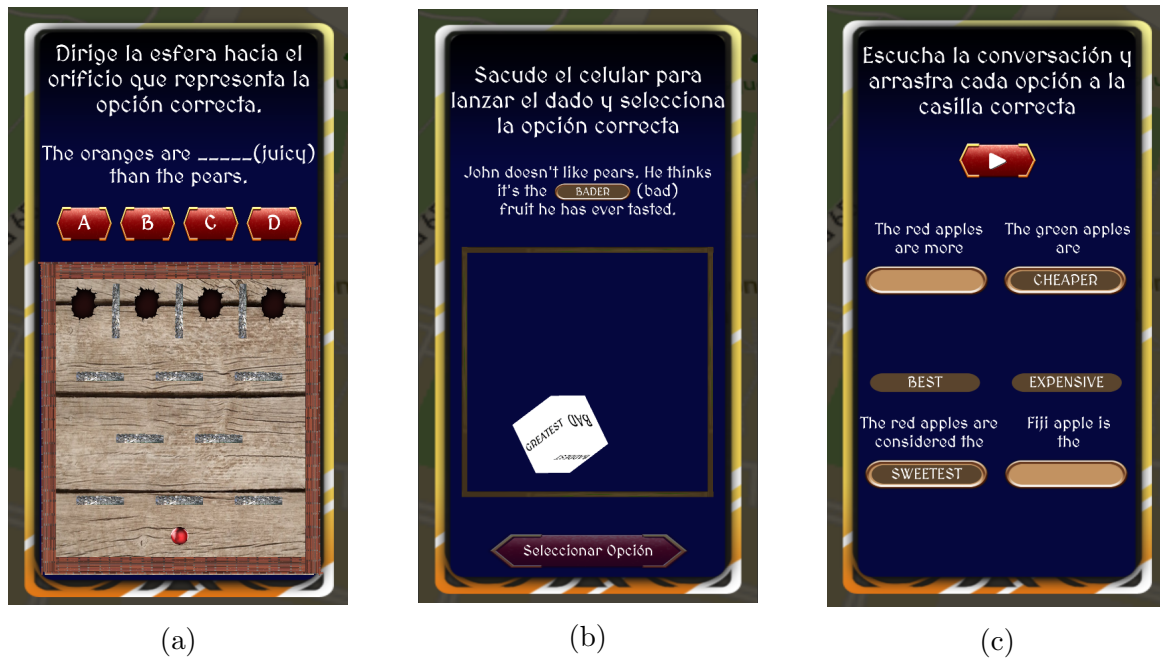 Dirige la esfera hacia el
orificio que representa la
opción correcta.
The oranges are _____(juicy)
than the pears.
A B C D
(a)
Sacude el celular para
lanzar el dado y selecciona
la opción correcta
John doesn't like pears. He thinks
it's the BADER (bad)
fruit he has ever tasted.
GREATEST BAD
Seleccionar Opción
(b)
Escucha la conversación y
arrastra cada opción a la
casilla correcta
The red apples
are more
The green apples
are
CHEAPER
BEST
EXPENSIVE
The red apples are
considered the
SWEETEST
Fiji apple is
the
(c)